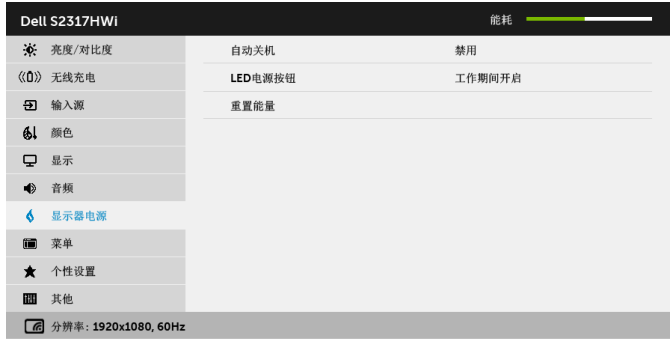 Dell S2317HWi 能耗
亮度/对比度 自动关机 禁用
无线充电 LED电源按钮 工作期间开启
输入源 重置能量
颜色
显示
音频
显示器电源
菜单
个性设置
其他
分辨率: 1920x1080, 60Hz